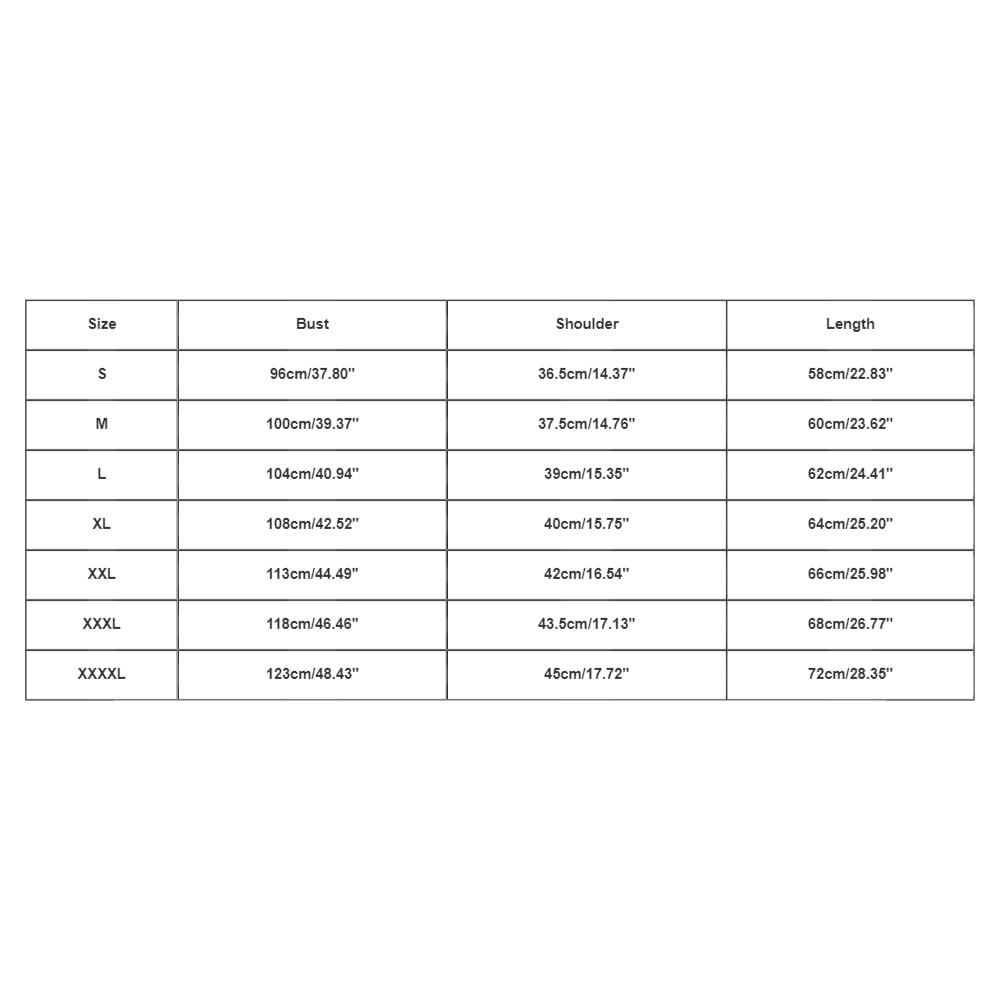 Size Bust Shoulder Length
S 96cm/37.80'' 36.5cm/14.37'' 58cm/22.83''
M 100cm/39.37'' 37.5cm/14.76'' 60cm/23.62''
L 104cm/40.94'' 39cm/15.35'' 62cm/24.41''
XL 108cm/42.52'' 40cm/15.75'' 64cm/25.20''
XXL 113cm/44.49'' 42cm/16.54'' 66cm/25.98''
XXXL 118cm/46.46'' 43.5cm/17.13'' 68cm/26.77''
XXXXL 123cm/48.43'' 45cm/17.72'' 72cm/28.35''